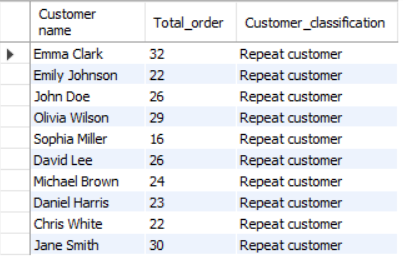 Customer name Total_order Customer_classification
Emma Clark 32 Repeat customer
Emily Johnson 22 Repeat customer
John Doe 26 Repeat customer
Olivia Wilson 29 Repeat customer
Sophia Miller 16 Repeat customer
David Lee 26 Repeat customer
Michael Brown 24 Repeat customer
Daniel Harris 23 Repeat customer
Chris White 22 Repeat customer
Jane Smith 30 Repeat customer